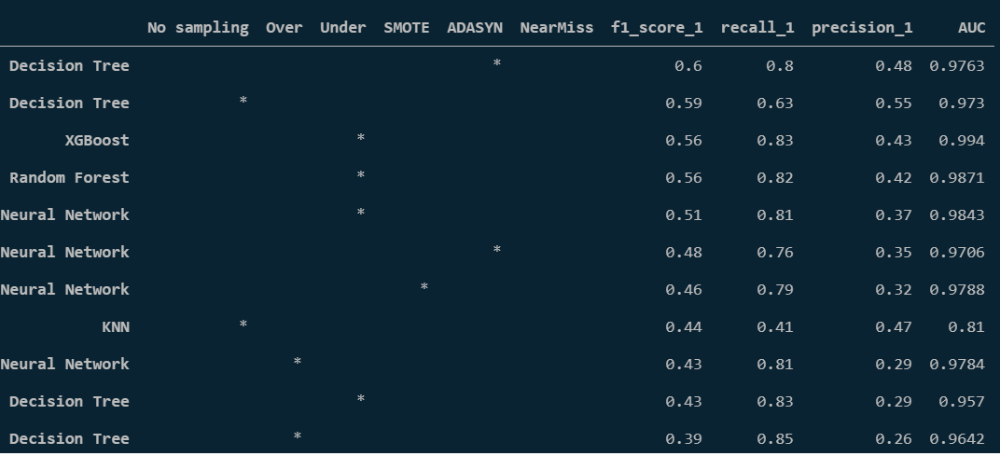 No sampling Over Under SMOTE ADASYN NearMiss f1_score_1 recall_1 precision_1 AUC
Decision Tree * 0.6 0.8 0.48 0.9763
Decision Tree * 0.59 0.63 0.55 0.973
XGBoost * 0.56 0.83 0.43 0.994
Random Forest * 0.56 0.82 0.42 0.9871
Neural Network * 0.51 0.81 0.37 0.9843
Neural Network * 0.48 0.76 0.35 0.9706
Neural Network * 0.46 0.79 0.32 0.9788
KNN * 0.44 0.41 0.47 0.81
Neural Network * 0.43 0.81 0.29 0.9784
Decision Tree * 0.43 0.83 0.29 0.957
Decision Tree * 0.39 0.85 0.26 0.9642